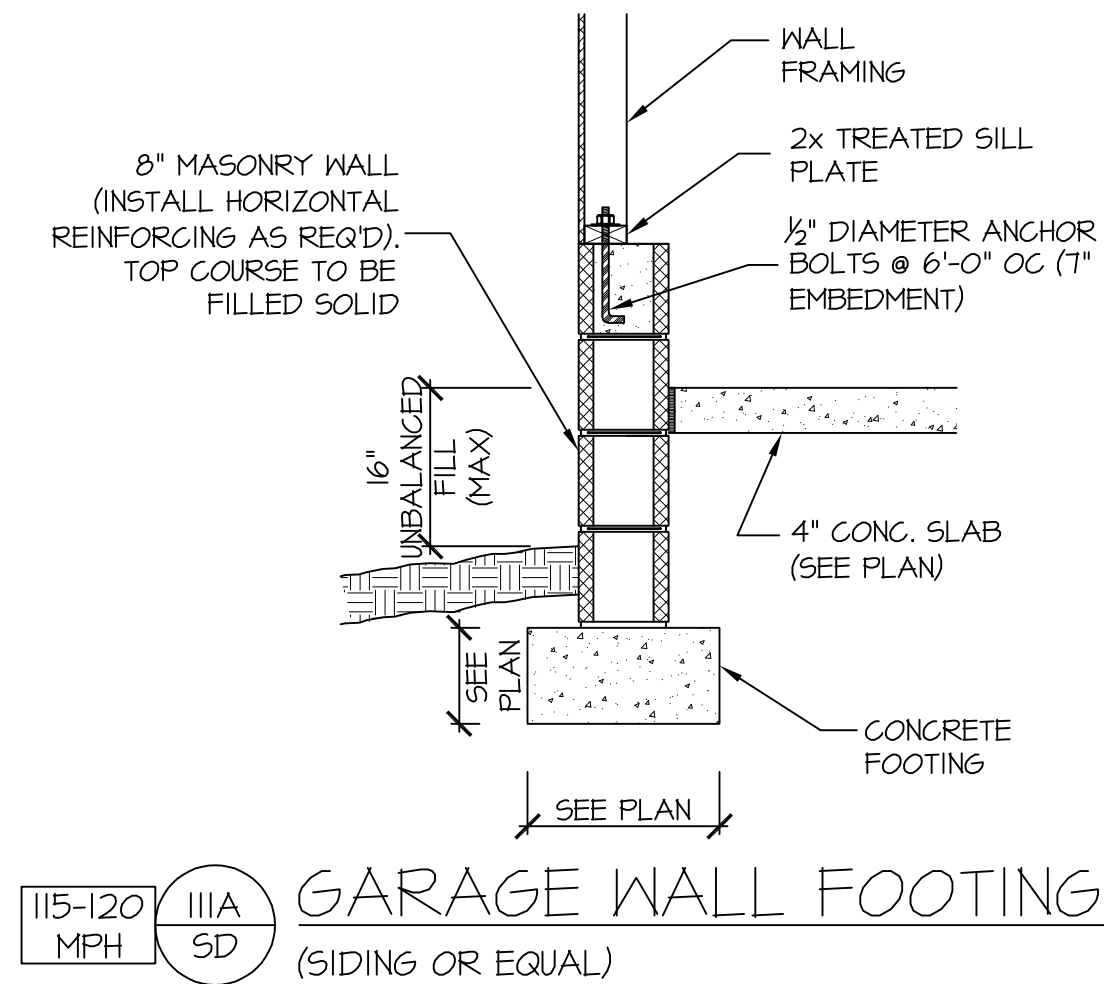 WALL
FRAMING
2x TREATED SILL
PLATE
8" MASONRY WALL
(INSTALL HORIZONTAL
REINFORCING AS REQ'D).
TOP COURSE TO BE
FILLED SOLID
½" DIAMETER ANCHOR
BOLTS @ 6'-0" OC (7"
EMBEDMENT)
16"
UNBALANCED
FILL
(MAX)
4" CONC. SLAB
(SEE PLAN)
SEE
PLAN
CONCRETE
FOOTING
SEE PLAN
115-120
MPH
111A
SD
GARAGE WALL FOOTING
(SIDING OR EQUAL)